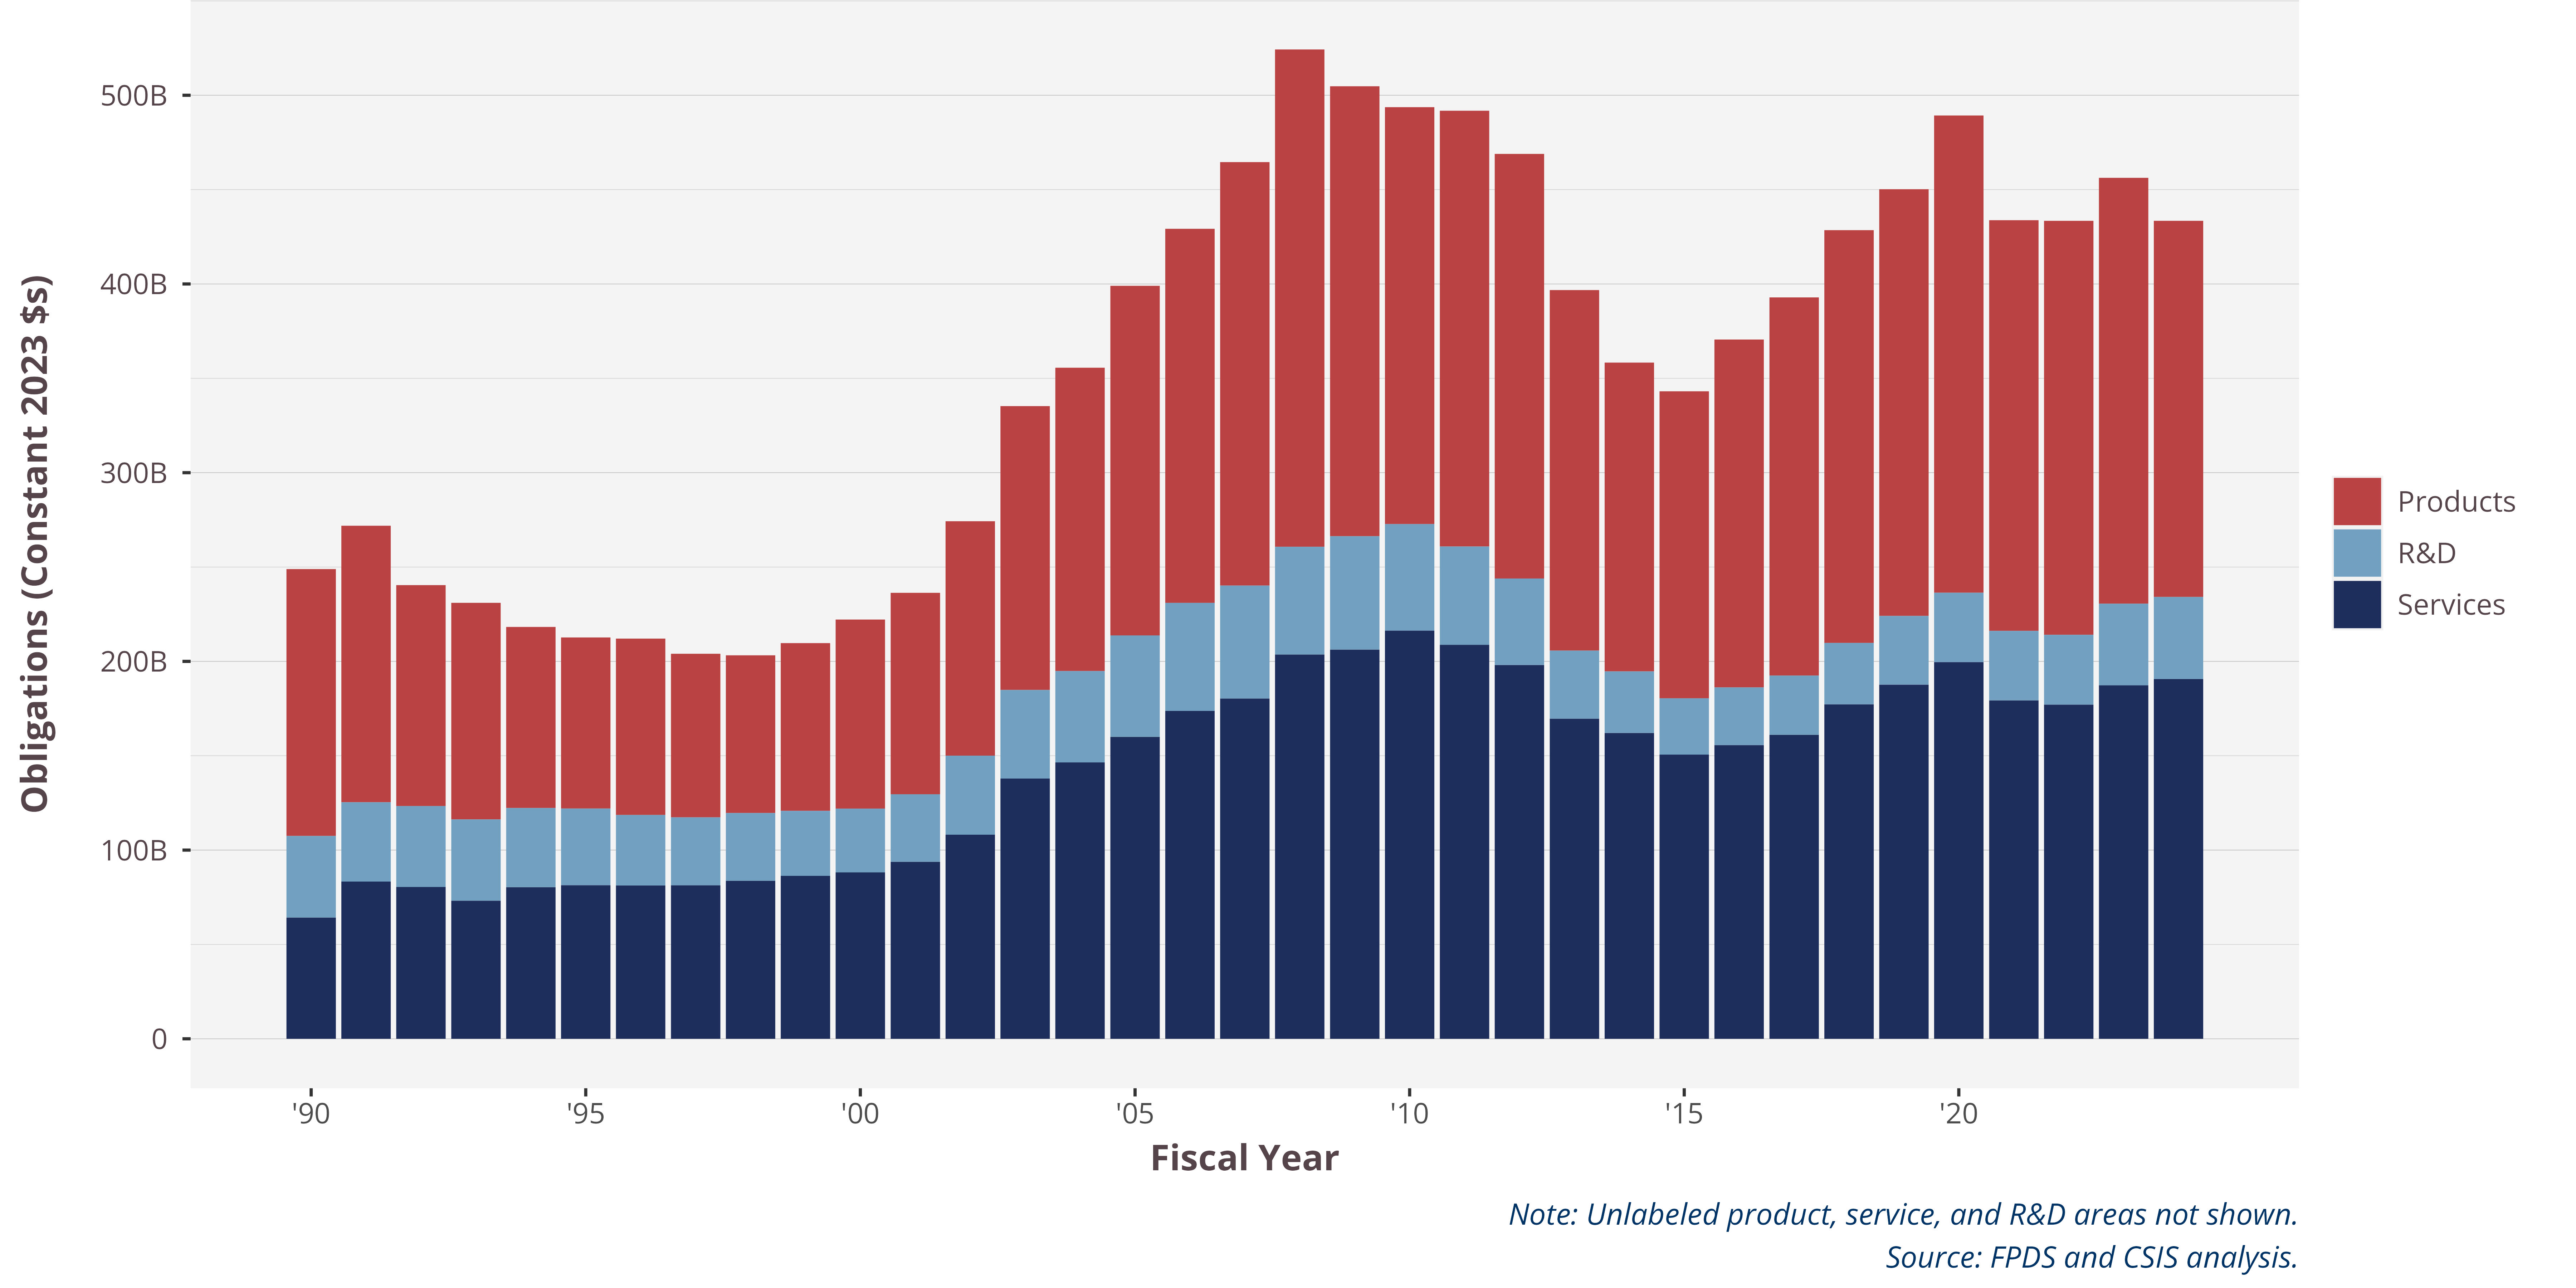 Obligations (Constant 2023 $s)
500B
400B
300B
200B
100B
0
'90
'95
'00
'05
'10
'15
'20
Fiscal Year
Products
R&D
Services
Note: Unlabeled product, service, and R&D areas not shown.
Source: FPDS and CSIS analysis.